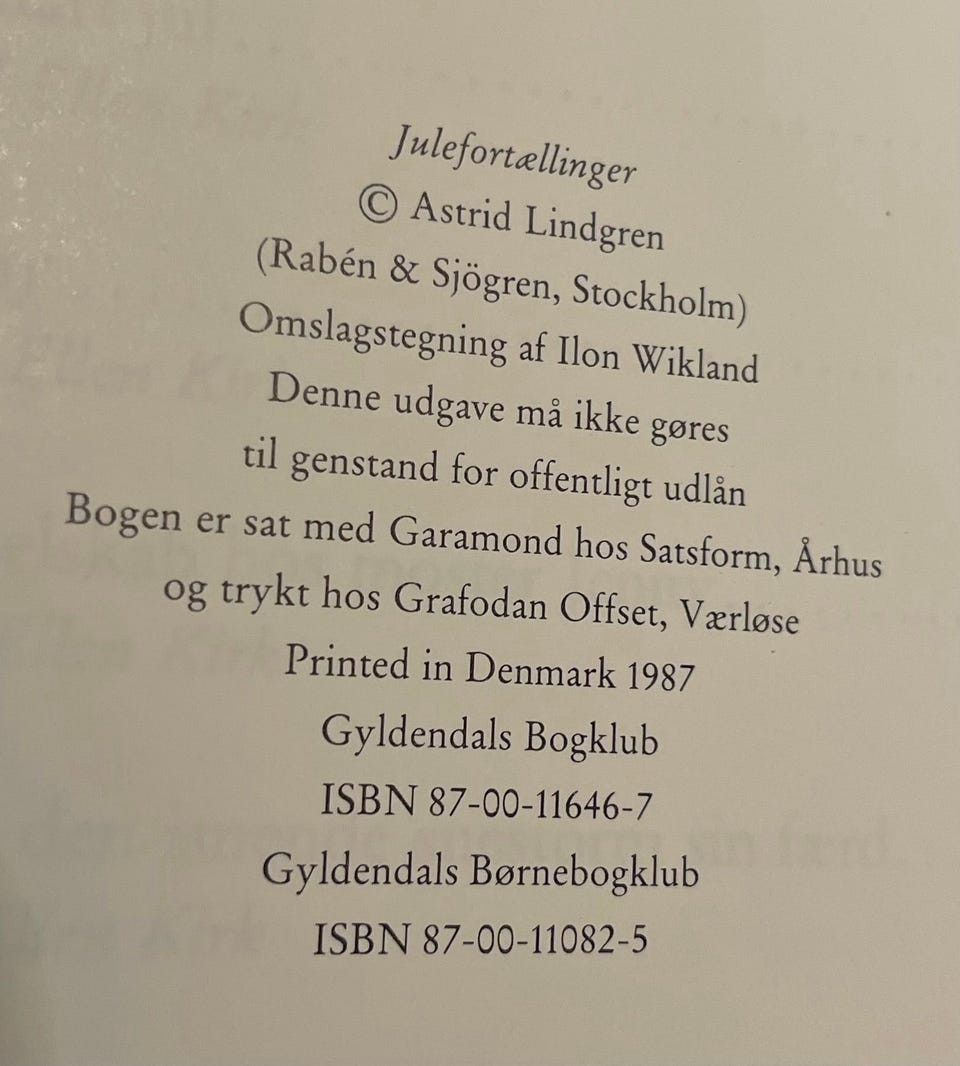 Julefortællinger
© Astrid Lindgren
(Rabén & Sjögren, Stockholm)
Omslagstegning af Ilon Wikland
Denne udgave må ikke gøres
til genstand for offentligt udlån
Bogen er sat med Garamond hos Satsform, Århus
og trykt hos Grafodan Offset, Værløse
Printed in Denmark 1987
Gyldendals Bogklub
ISBN 87-00-11646-7
Gyldendals Børnebogklub
ISBN 87-00-11082-5